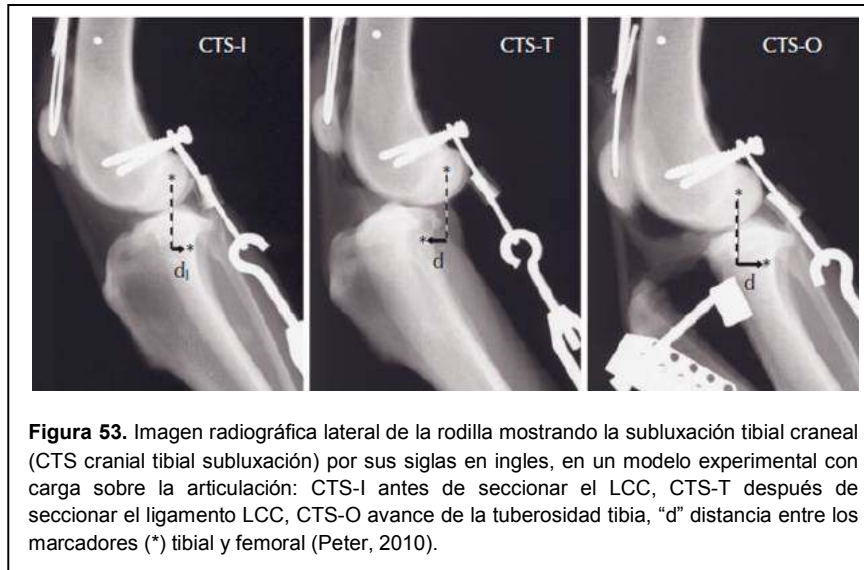 CTS-I CTS-T CTS-O
* * *
* * *
dI d d
Figura 53. Imagen radiográfica lateral de la rodilla mostrando la subluxación tibial craneal
(CTS cranial tibial subluxación) por sus siglas en ingles, en un modelo experimental con
carga sobre la articulación: CTS-I antes de seccionar el LCC, CTS-T después de
seccionar el ligamento LCC, CTS-O avance de la tuberosidad tibia, “d” distancia entre los
marcadores (*) tibial y femoral (Peter, 2010).